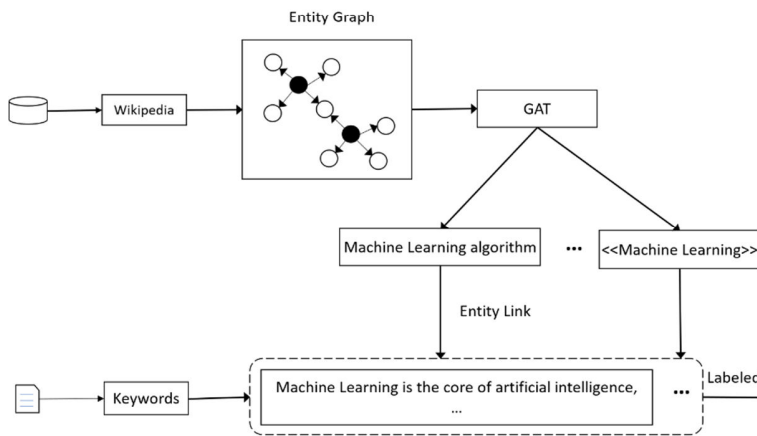 Entity Graph
Wikipedia
GAT
Machine Learning algorithm
...
<<Machine Learning>>
Entity Link
Keywords
Machine Learning is the core of artificial intelligence,
...
...
Labeled